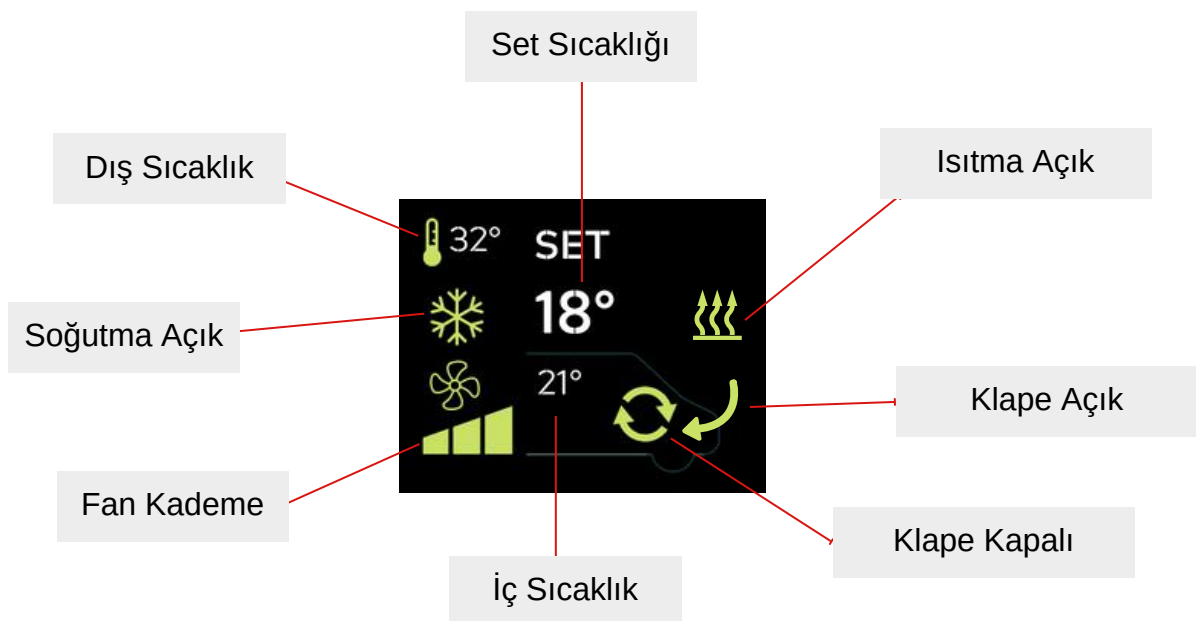 Set Sıcaklığı
Dış Sıcaklık
Isıtma Açık
32°
SET
18°
Soğutma Açık
21°
Klape Açık
Fan Kademe
Klape Kapalı
İç Sıcaklık